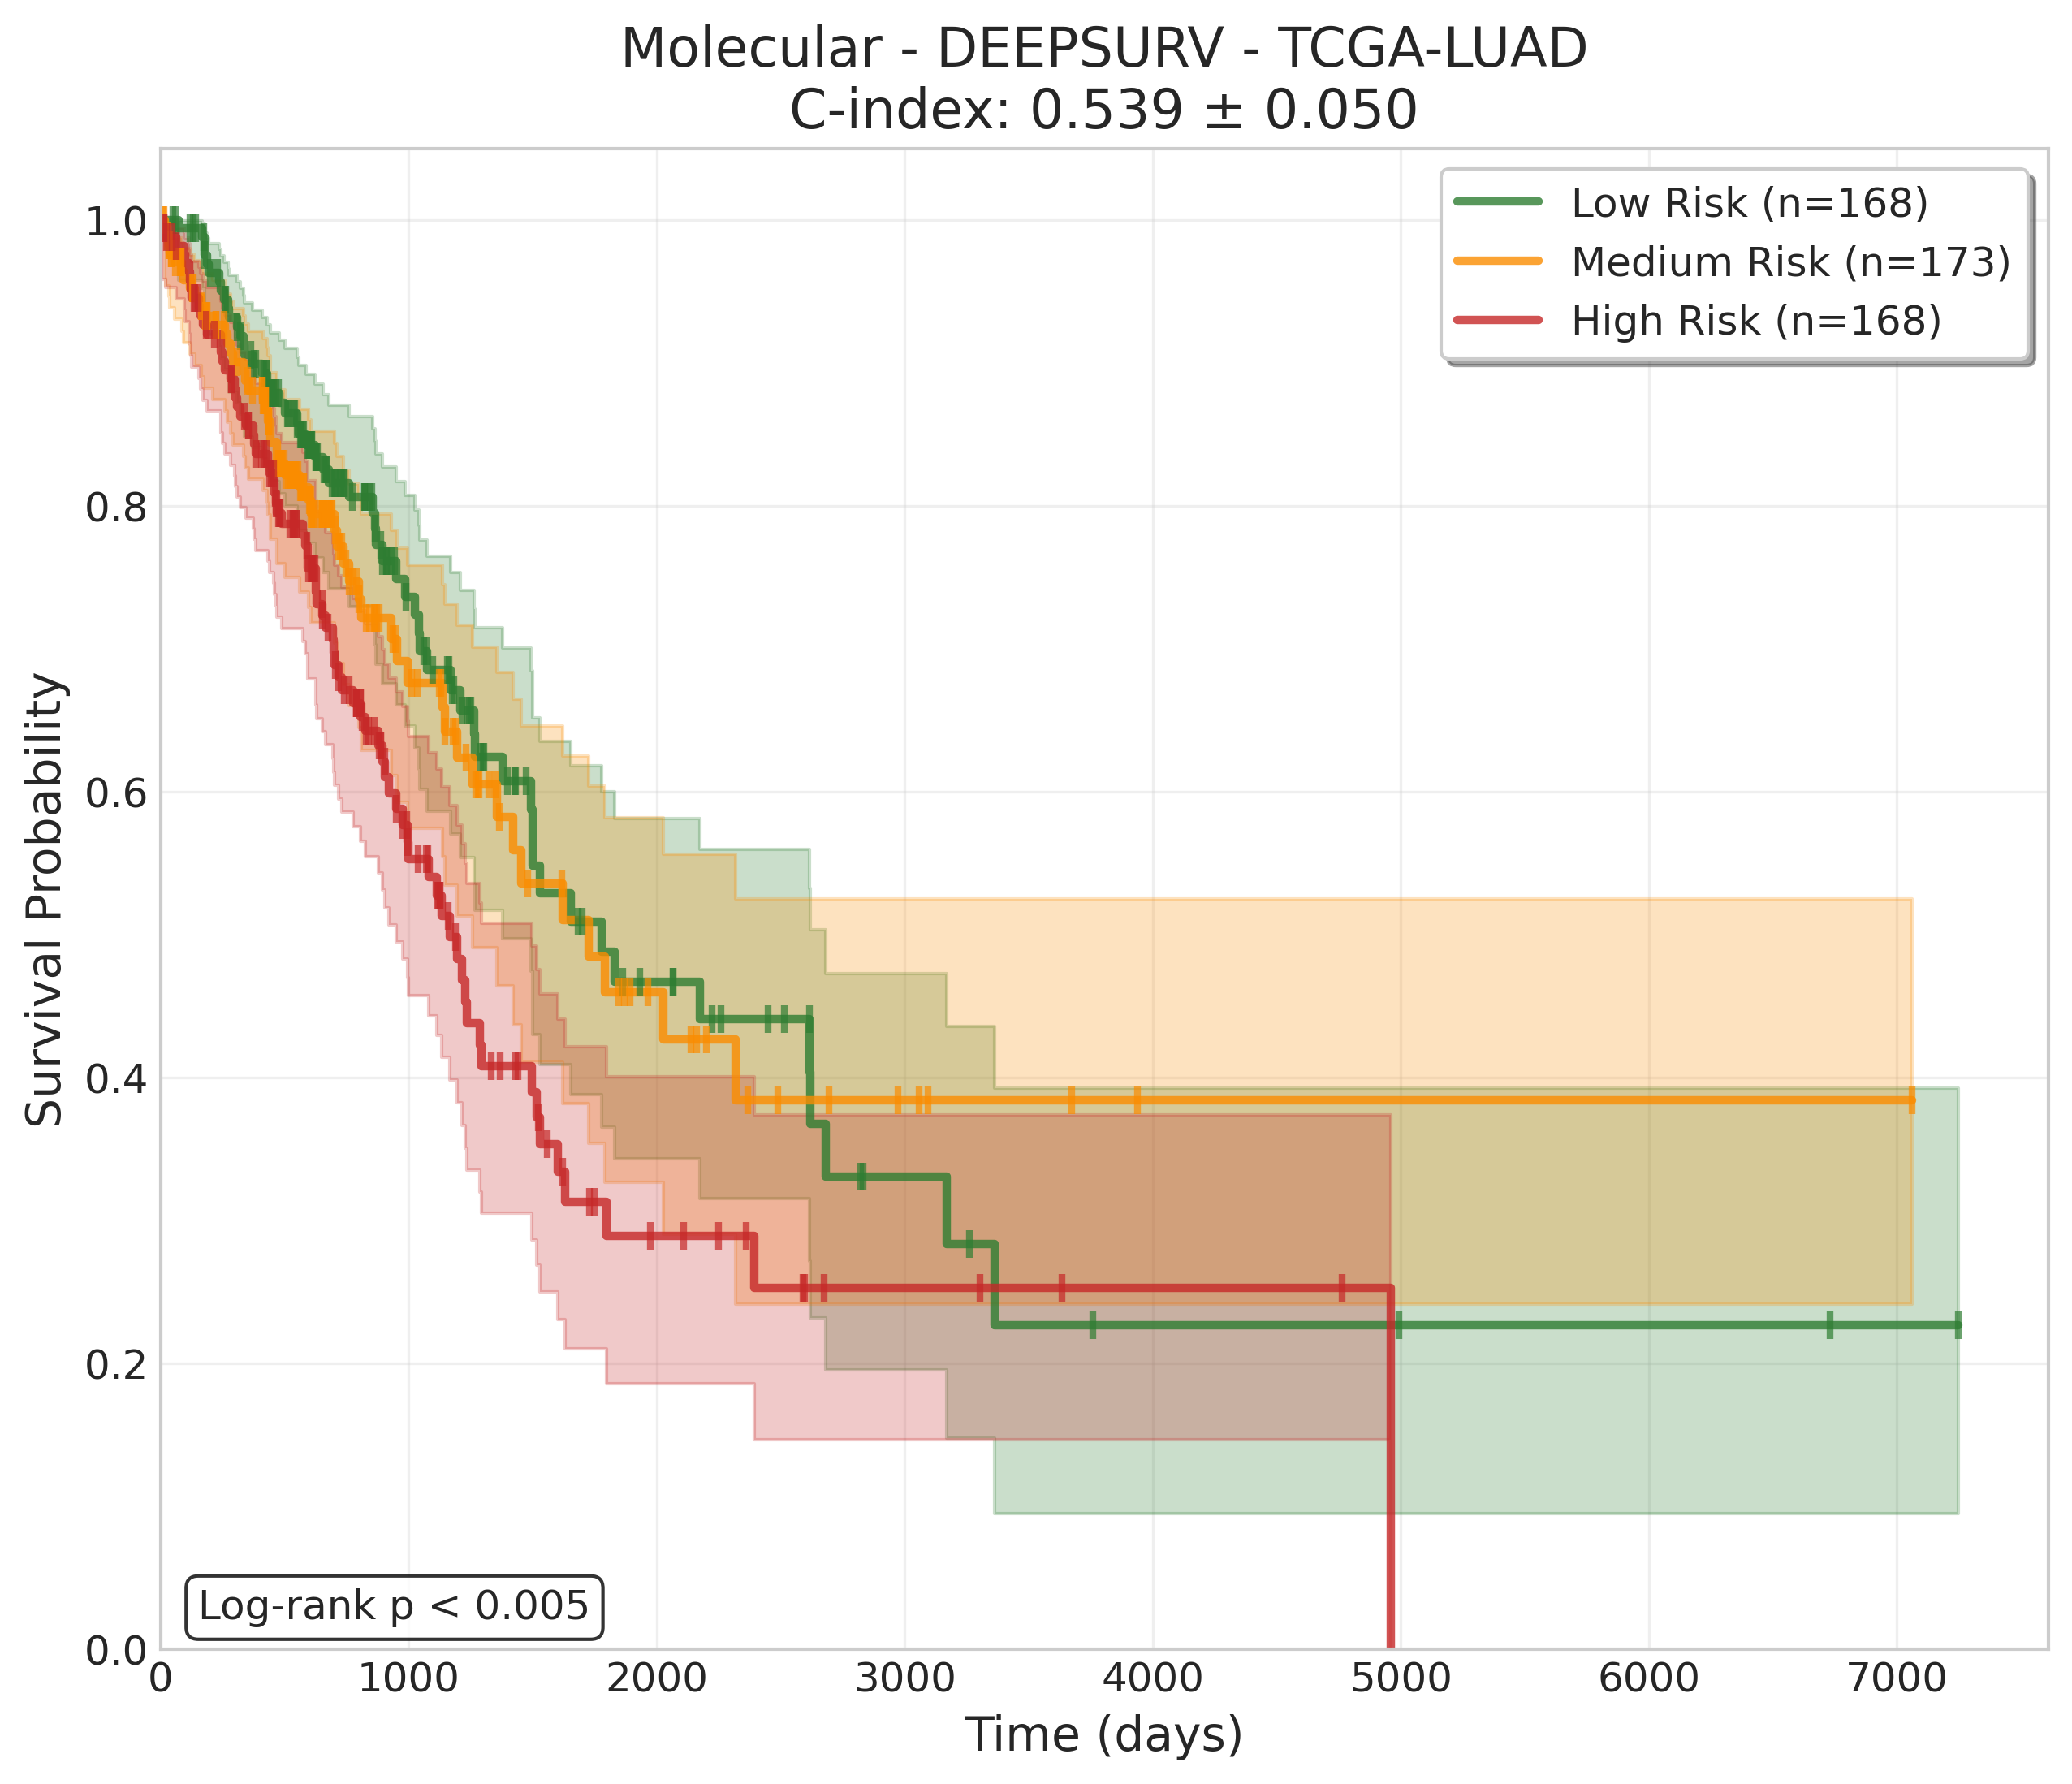 Molecular - DEEPSURV - TCGA-LUAD
C-index: 0.539 ± 0.050
Low Risk (n=168)
Medium Risk (n=173)
High Risk (n=168)
Survival Probability
1.0
0.8
0.6
0.4
0.2
0.0
Log-rank p < 0.005
0 1000 2000 3000 4000 5000 6000 7000
Time (days)